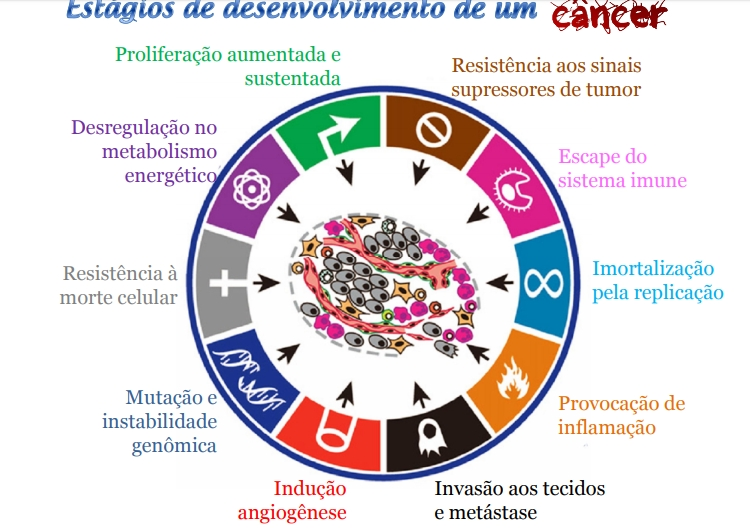 Estágios de desenvolvimento de um câncer
Proliferação aumentada e
sustentada
Resistência aos sinais
supressores de tumor
Desregulação no
metabolismo
energético
Escape do
sistema imune
Resistência à
morte celular
Imortalização
pela replicação
Mutação e
instabilidade
genômica
Provocação de
inflamação
Indução
angiogênese
Invasão aos tecidos
e metástase